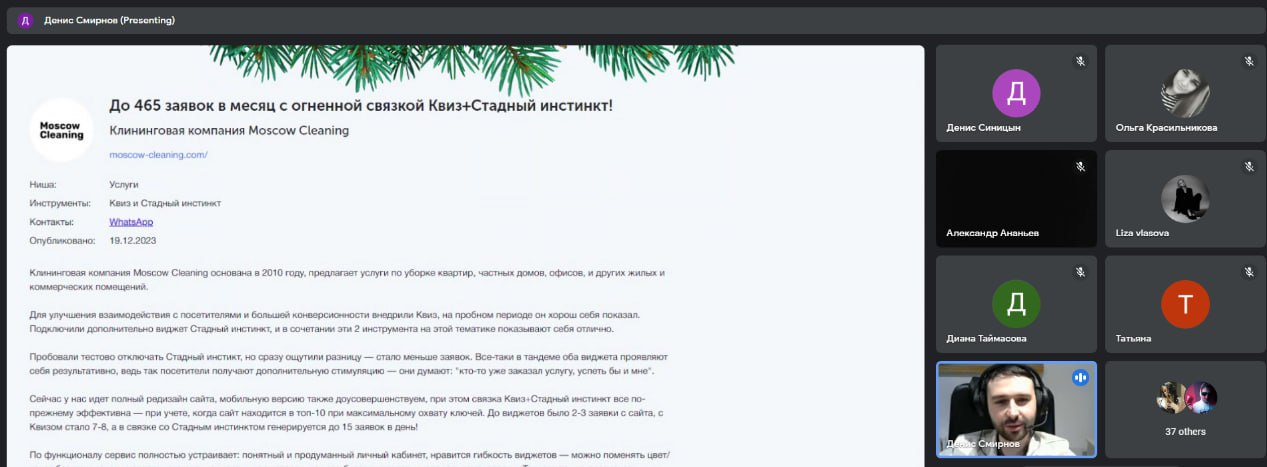 Д Денис Смирнов (Presenting)
Moscow
Cleaning
До 465 заявок в месяц с огненной связкой Квиз+Стадный инстинкт!
Клининговая компания Moscow Cleaning
moscow-cleaning.com/
Ниша: Услуги
Инструменты: Квиз и Стадный инстинкт
Контакты: WhatsApp
Опубликовано: 19.12.2023
Клининговая компания Moscow Cleaning основана в 2010 году, предлагает услуги по уборке квартир, частных домов, офисов, и других жилых и
коммерческих помещений.
Для улучшения взаимодействия с посетителями и большей конверсионности внедрили Квиз, на пробном периоде он хорош себя показал.
Подключили дополнительно виджет Стадный инстинкт, и в сочетании эти 2 инструмента на этой тематике показывают себя отлично.
Пробовали тестово отключать Стадный инстикт, но сразу ощутили разницу — стало меньше заявок. Все-таки в тандеме оба виджета проявляют
себя результативно, ведь так посетители получают дополнительную стимуляцию — они думают: "кто-то уже заказал услугу, успеть бы и мне".
Сейчас у нас идет полный редизайн сайта, мобильную версию также доусовершенствуем, при этом связка Квиз+Стадный инстинкт все по-
прежнему эффективна — при учете, когда сайт находится в топ-10 при максимальному охвату ключей. До виджетов было 2-3 заявки с сайта, с
Квизом стало 7-8, а в связке со Стадным инстинктом генерируется до 15 заявок в день!
По функционалу сервис полностью устраивает: понятный и продуманный личный кабинет, нравится гибкость виджетов — можно поменять цвет/
Д
Денис Синицын
Ольга Красильникова
Александр Ананьев
Liza vlasova
Д
Диана Таймасова
Т
Татьяна
Денис Смирнов
37 others